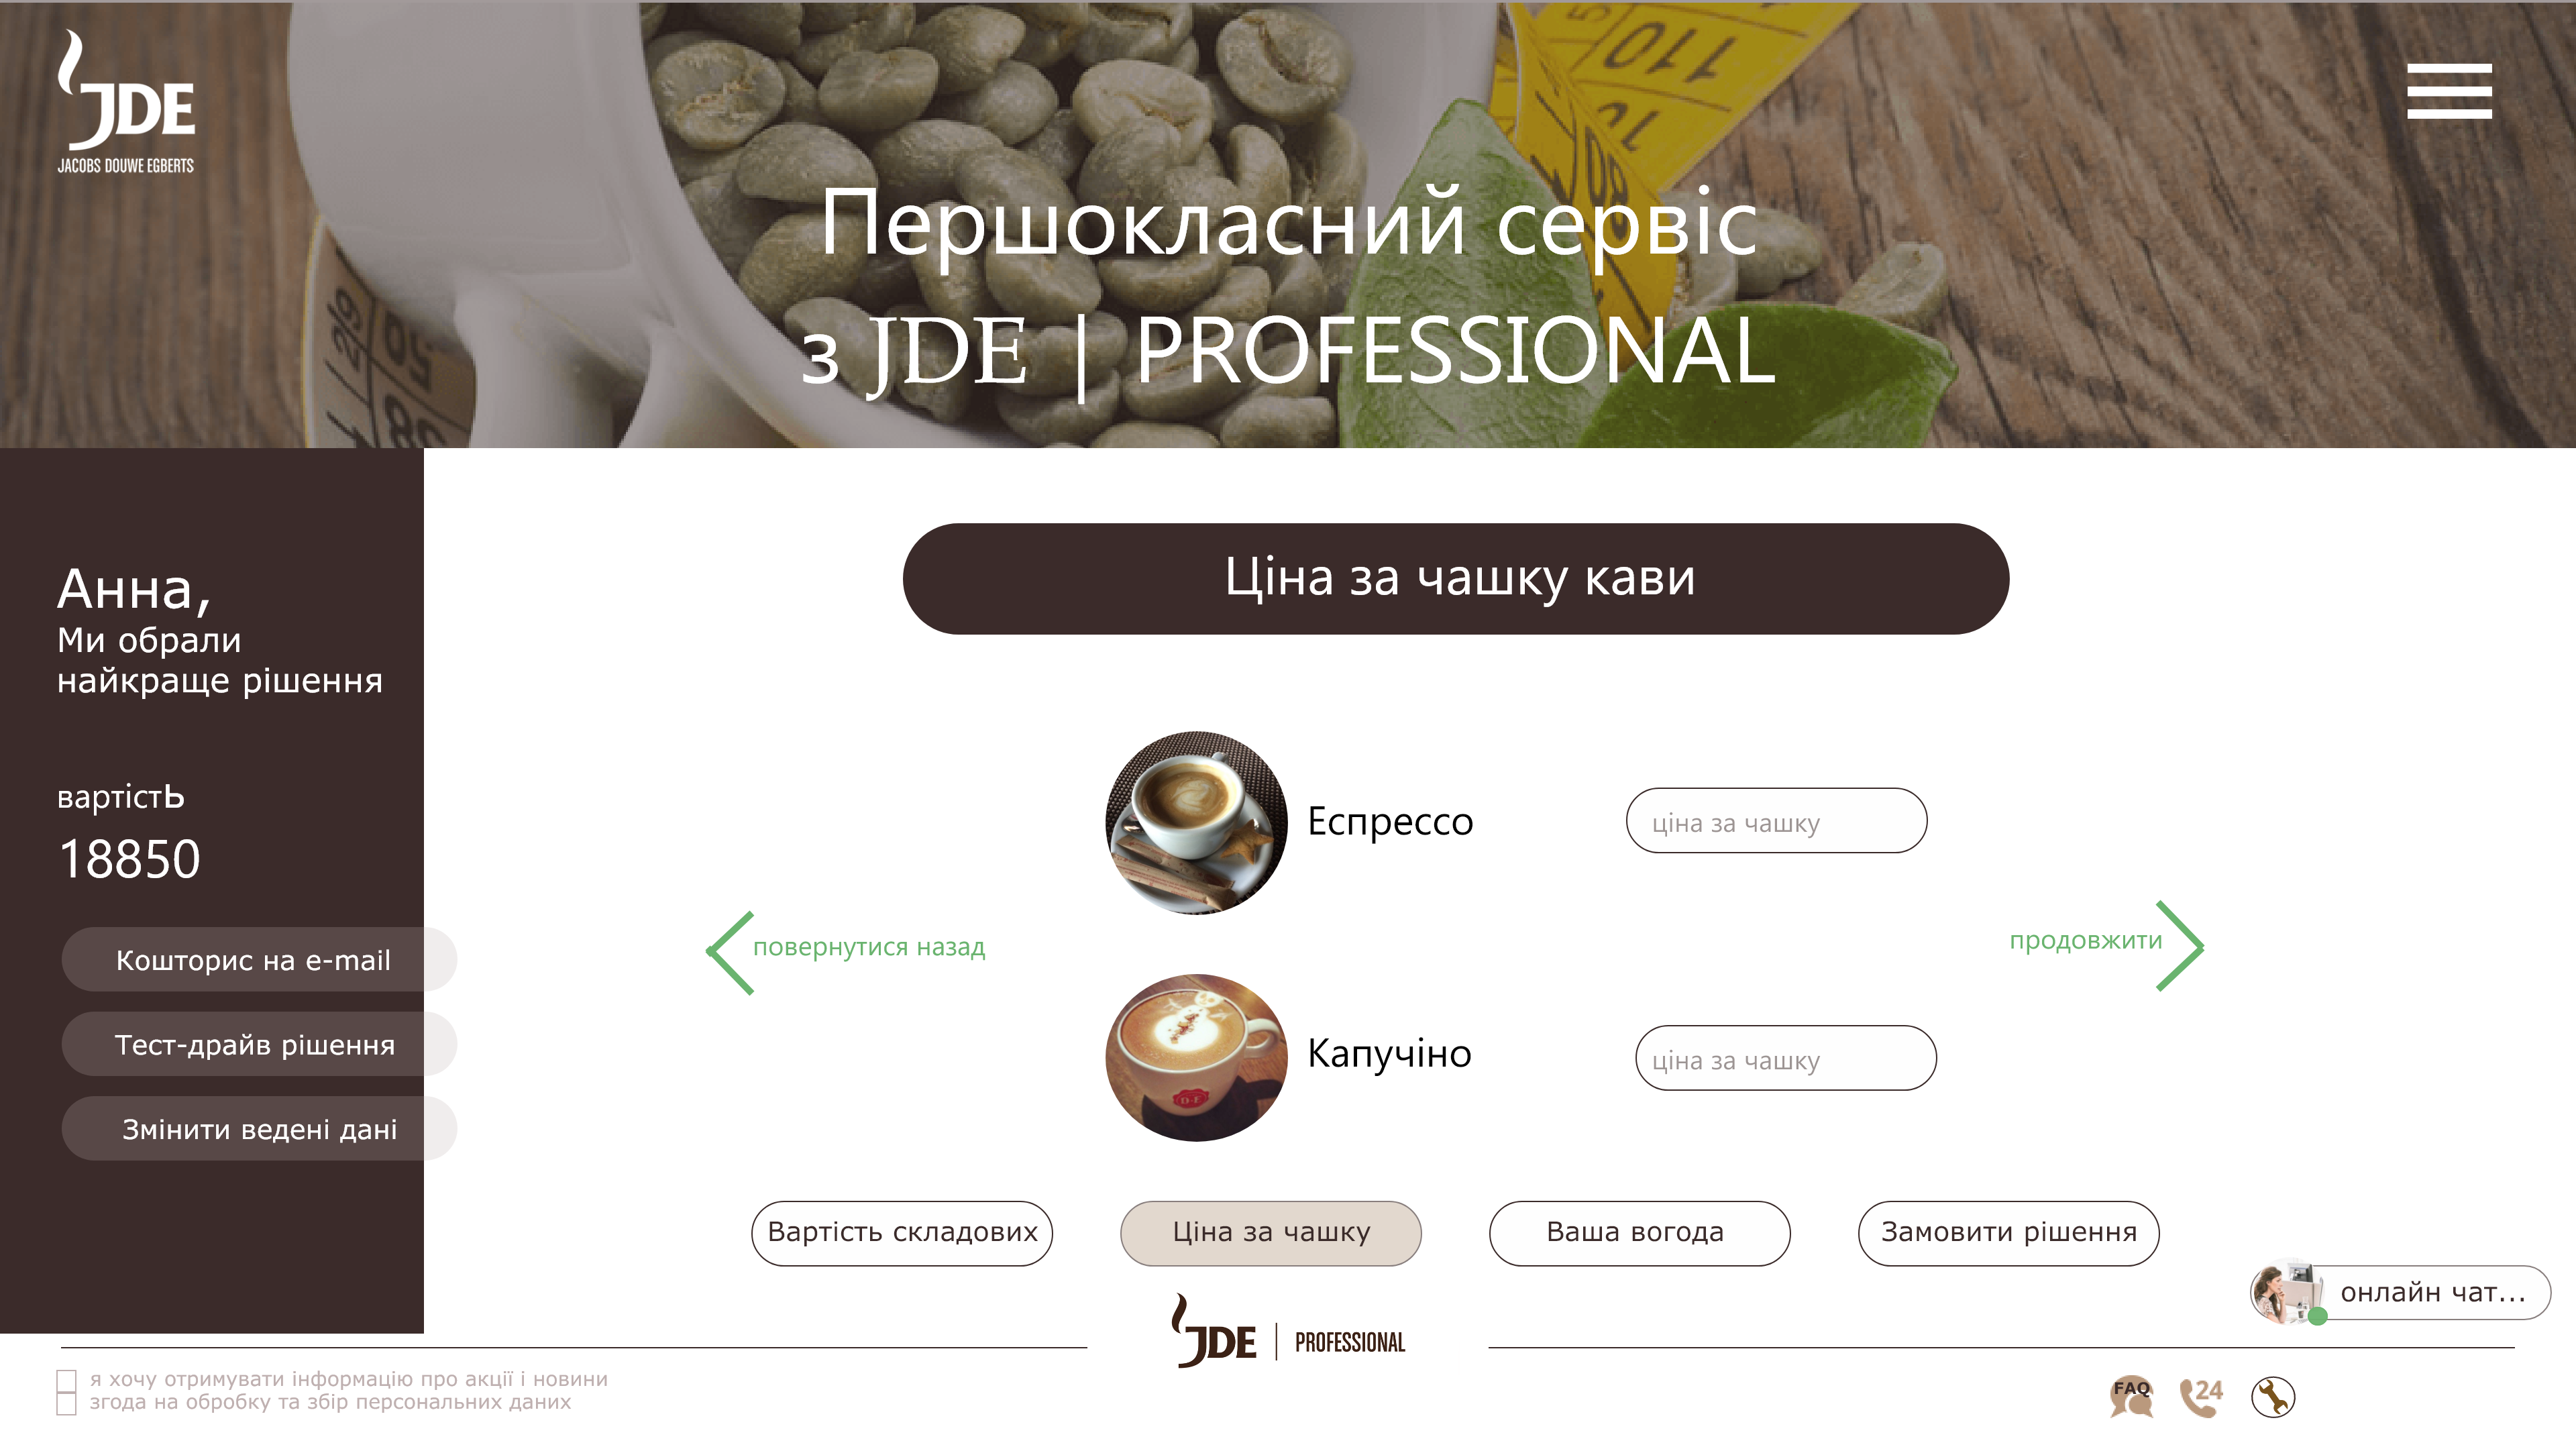 JDE
JACOBS DOUWE EGBERTS
Першокласний сервіс
з JDE | PROFESSIONAL
110
Анна,
Ми обрали
найкраще рішення
вартість
18850
Кошторис на e-mail
Тест-драйв рішення
Змінити ведені дані
Ціна за чашку кави
Еспрессо
ціна за чашку
повернутися назад
продовжити
Капучіно
ціна за чашку
D·E
Вартість складових
Ціна за чашку
Ваша вогода
Замовити рішення
онлайн чат...
JDE | PROFESSIONAL
я хочу отримувати інформацію про акції і новини
згода на обробку та збір персональних даних
FAQ
24